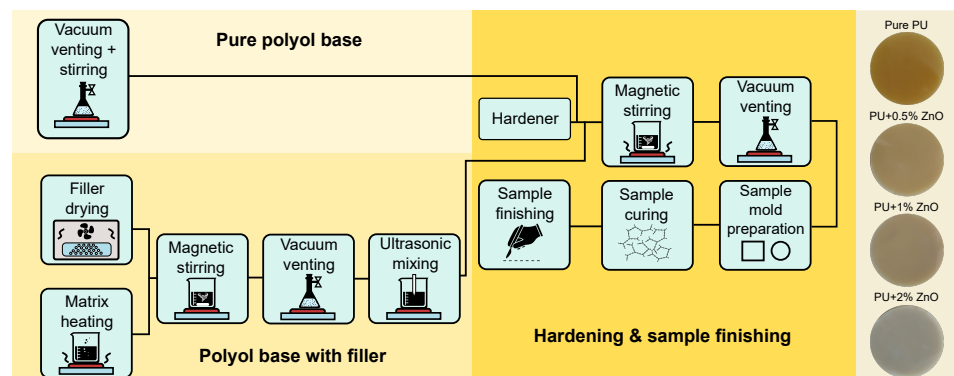 Vacuum
venting +
stirring
Pure polyol base
Filler
drying
Matrix
heating
Magnetic
stirring
Vacuum
venting
Ultrasonic
mixing
Polyol base with filler
Hardener
Magnetic
stirring
Vacuum
venting
Sample
finishing
Sample
curing
Sample
mold
preparation
Hardening & sample finishing
Pure PU
PU+0.5% ZnO
PU+1% ZnO
PU+2% ZnO